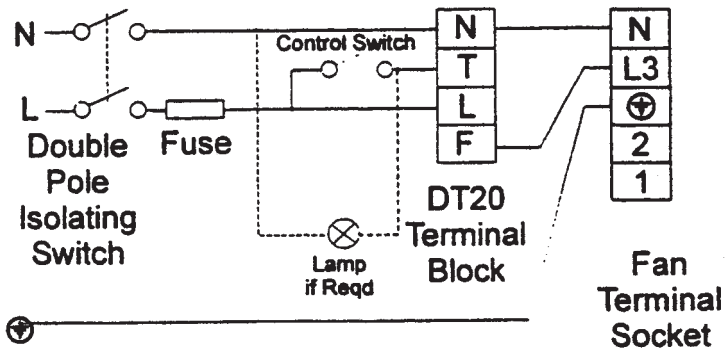 N
Control Switch
N
N
T
L3
L
L
F
2
1
Double
Pole
Isolating
Switch
Fuse
DT20
Terminal
Block
Lamp
if Reqd
Fan
Terminal
Socket